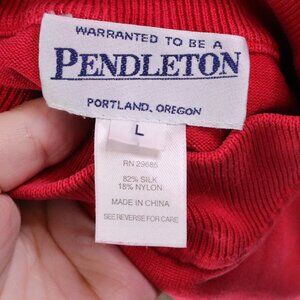 WARRANTED TO BE A
PENDLETON
PORTLAND, OREGON
L
RN 29685
82% SILK
18% NYLON
MADE IN CHINA
SEE REVERSE FOR CARE